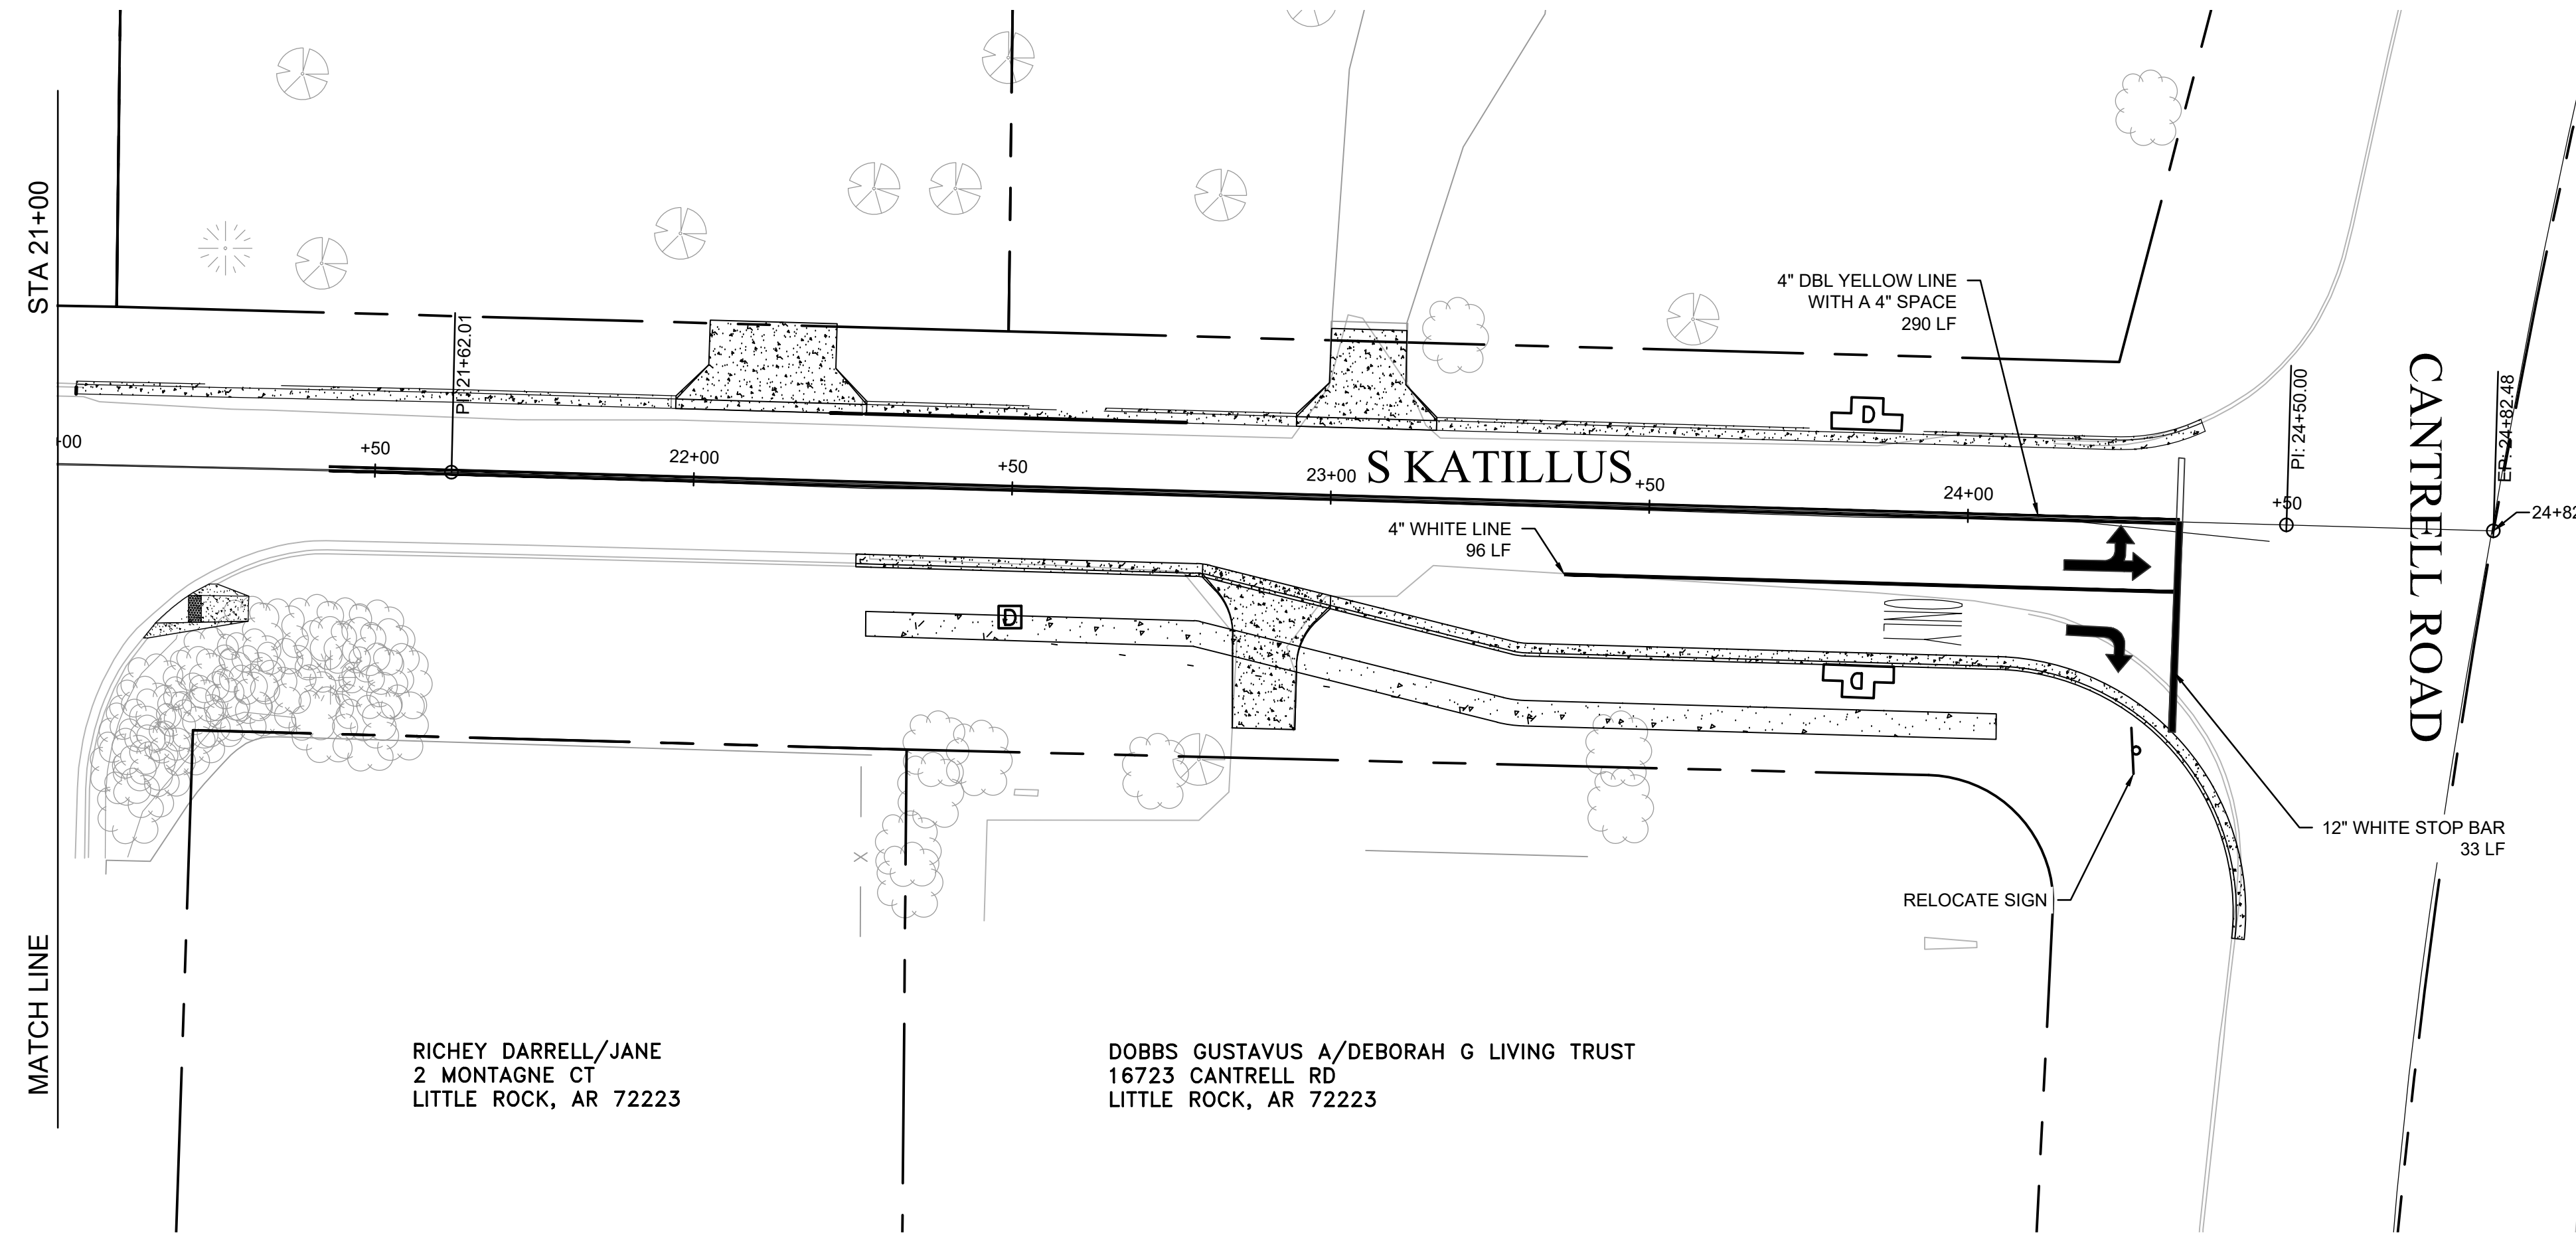 STA 21+00
MATCH LINE
PI: 21+62.01
4" DBL YELLOW LINE
WITH A 4" SPACE
290 LF
D
PI: 24+50.00
EP: 24+82.48
CANTRELL ROAD
+00
+50
22+00
+50
23+00
S KATILLUS
+50
24+00
+50
24+82
4" WHITE LINE
96 LF
D
D
12" WHITE STOP BAR
33 LF
RELOCATE SIGN
X
RICHEY DARRELL/JANE
2 MONTAGNE CT
LITTLE ROCK, AR 72223
DOBBS GUSTAVUS A/DEBORAH G LIVING TRUST
16723 CANTRELL RD
LITTLE ROCK, AR 72223